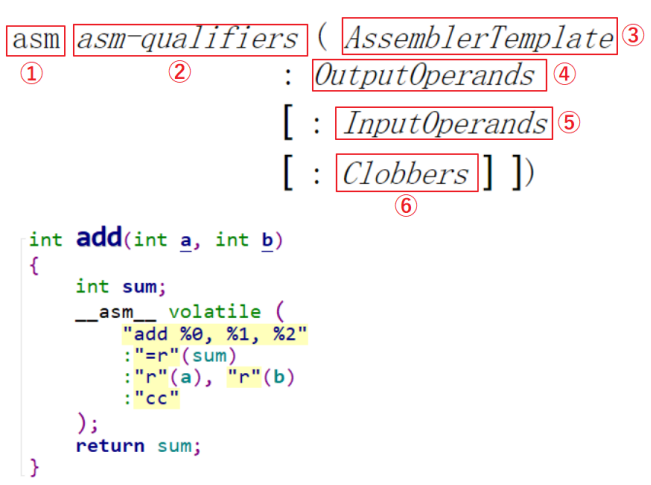 asm asm-qualifiers ( AssemblerTemplate ③
① ② : OutputOperands ④
[ : InputOperands ⑤
[ : Clobbers ] ])
⑥
int add(int a, int b)
{
int sum;
__asm__ volatile (
"add %0, %1, %2"
:"=r"(sum)
:"r"(a), "r"(b)
:"cc"
);
return sum;
}